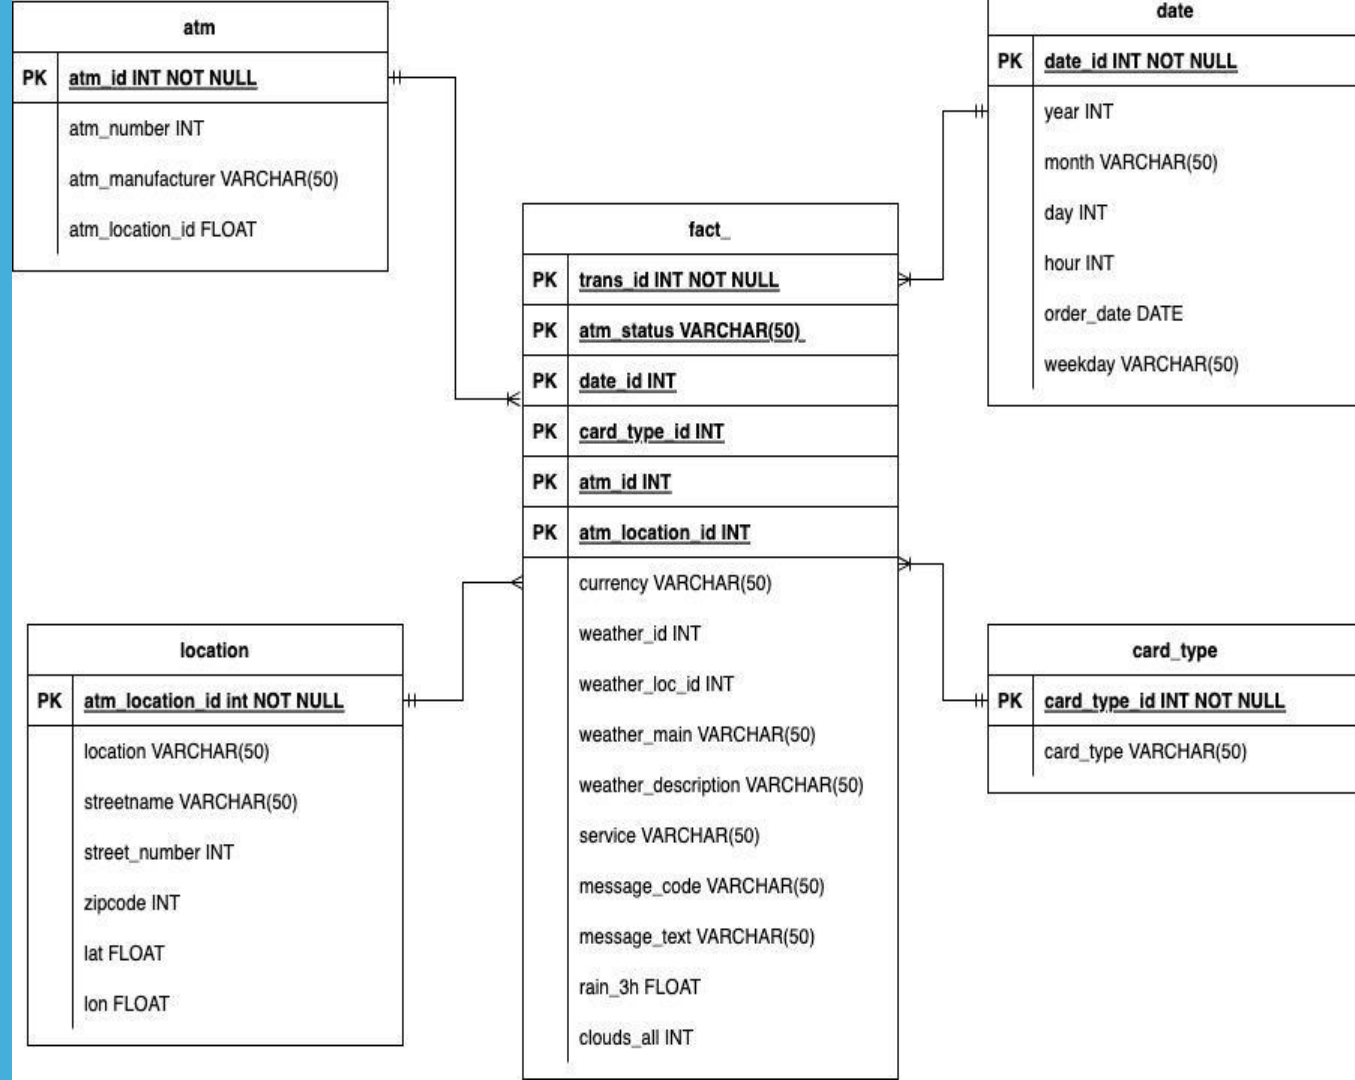 atm
PK atm_id INT NOT NULL
atm_number INT
atm_manufacturer VARCHAR(50)
atm_location_id FLOAT
date
PK date_id INT NOT NULL
year INT
month VARCHAR(50)
day INT
hour INT
order_date DATE
weekday VARCHAR(50)
fact_
PK trans_id INT NOT NULL
PK atm_status VARCHAR(50)
PK date_id INT
PK card_type_id INT
PK atm_id INT
PK atm_location_id INT
currency VARCHAR(50)
weather_id INT
weather_loc_id INT
weather_main VARCHAR(50)
weather_description VARCHAR(50)
service VARCHAR(50)
message_code VARCHAR(50)
message_text VARCHAR(50)
rain_3h FLOAT
clouds_all INT
location
PK atm_location_id int NOT NULL
location VARCHAR(50)
streetname VARCHAR(50)
street_number INT
zipcode INT
lat FLOAT
lon FLOAT
card_type
PK card_type_id INT NOT NULL
card_type VARCHAR(50)